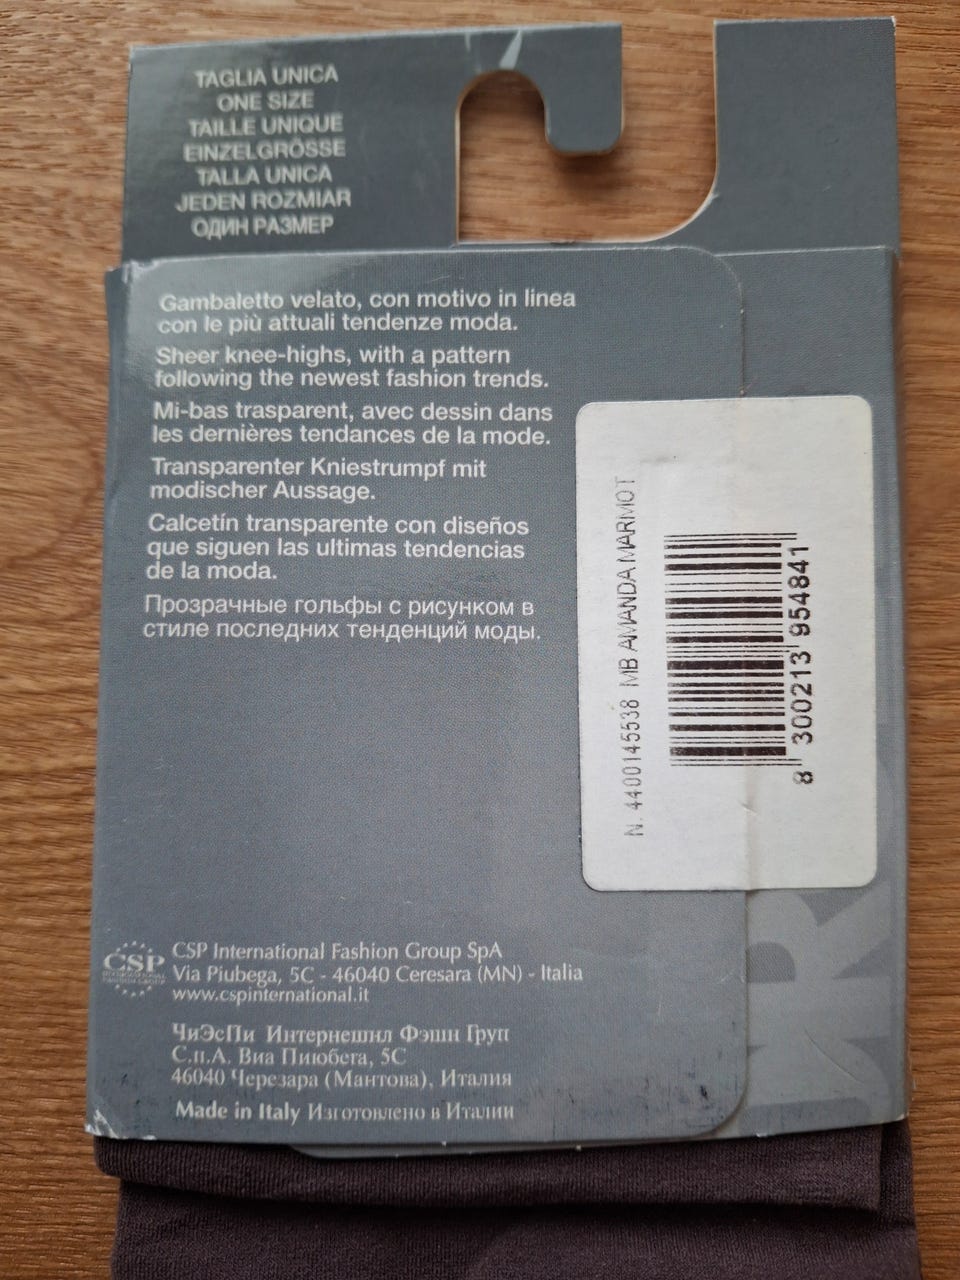 TAGLIA UNICA
ONE SIZE
TAILLE UNIQUE
EINZELGRÖSSE
TALLA UNICA
JEDEN ROZMIAR
ОДИН РАЗМЕР
Gambaletto velato, con motivo in linea
con le più attuali tendenze moda.
Sheer knee-highs, with a pattern
following the newest fashion trends.
Mi-bas trasparent, avec dessin dans
les dernières tendances de la mode.
Transparenter Kniestrumpf mit
modischer Aussage.
Calcetín transparente con diseños
que siguen las ultimas tendencias
de la moda.
Прозрачные гольфы с рисунком в
стиле последних тенденций моды.
N. 4400145538 MB AMANDA MARMOT
8 300213 954841
CSP
CSP International Fashion Group SpA
Via Piubega, 5C - 46040 Ceresara (MN) - Italia
www.cspinternational.it
ЧиЭсПи Интернешнл Фэшн Груп
С.п.А. Виа Пиюбега, 5С
46040 Черезара (Мантова), Италия
Made in Italy Изготовлено в Италии